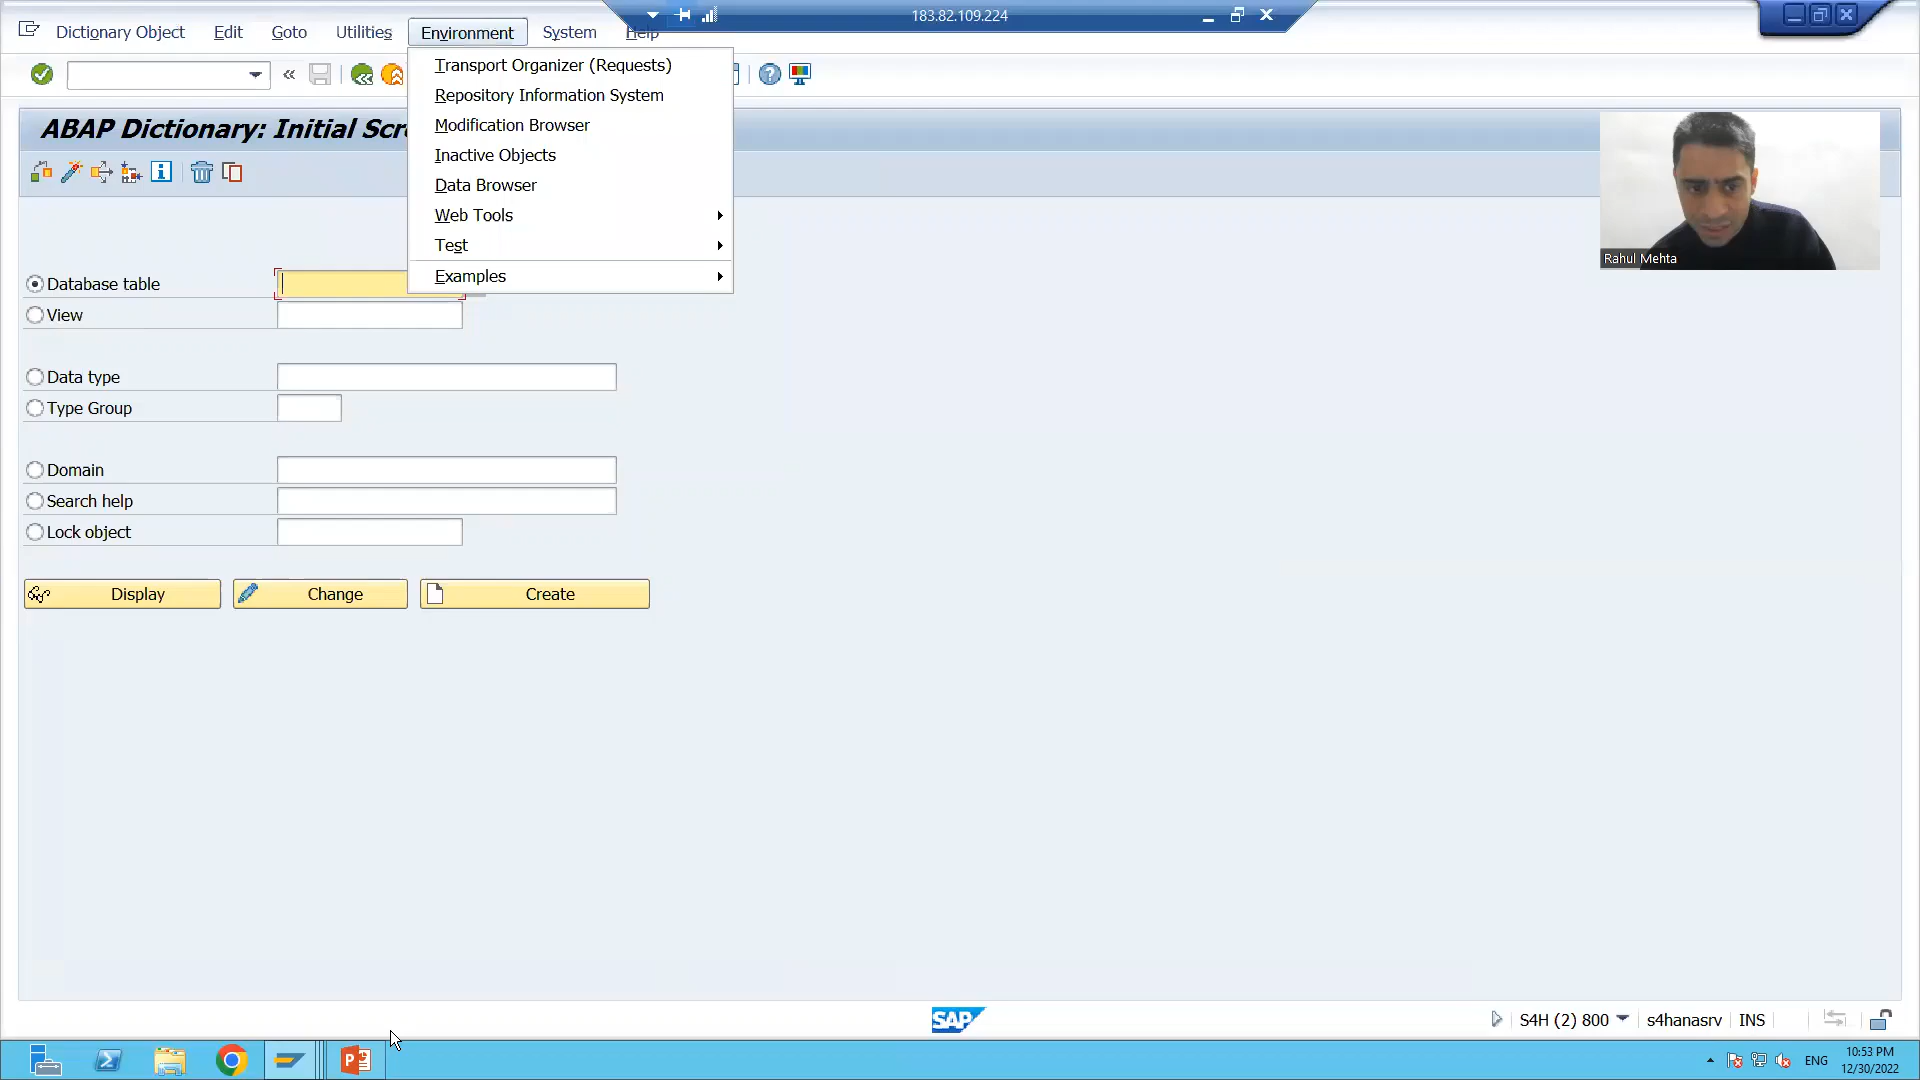 183.82.109.224
Dictionary Object Edit Goto Utilities Environment System Help
Transport Organizer (Requests)
Repository Information System
Modification Browser
Inactive Objects
Data Browser
Web Tools
Test
Examples
ABAP Dictionary: Initial Scre
Rahul Mehta
Database table
View
Data type
Type Group
Domain
Search help
Lock object
Display Change Create
SAP
S4H (2) 800 s4hanasrv INS
ENG
10:53 PM
12/30/2022